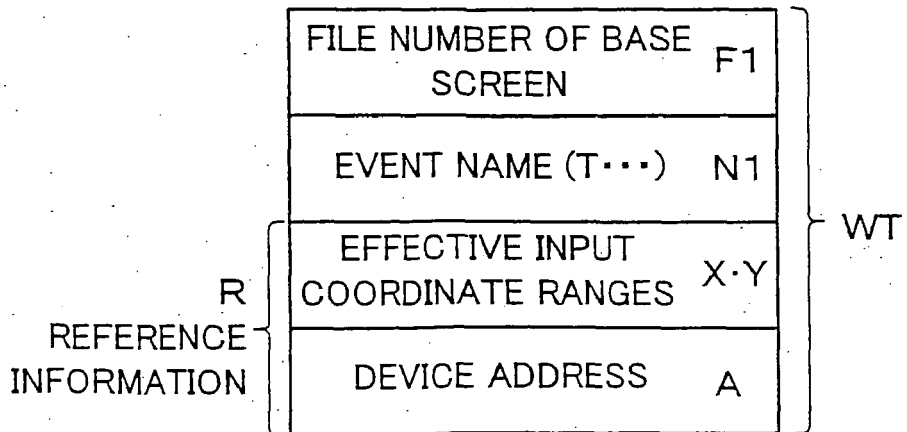 FILE NUMBER OF BASE F1
SCREEN
EVENT NAME (T···) N1
WT
EFFECTIVE INPUT
COORDINATE RANGES X·Y
R
REFERENCE
INFORMATION
DEVICE ADDRESS A